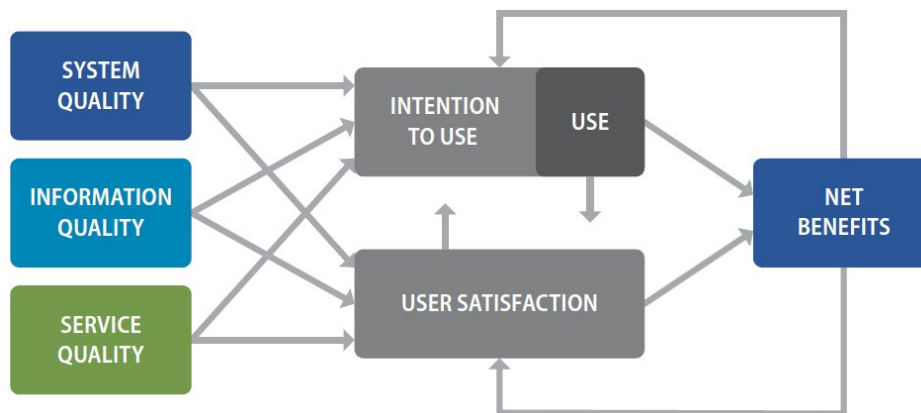 SYSTEM
QUALITY
INFORMATION
QUALITY
SERVICE
QUALITY
INTENTION
TO USE
USE
USER SATISFACTION
NET
BENEFITS